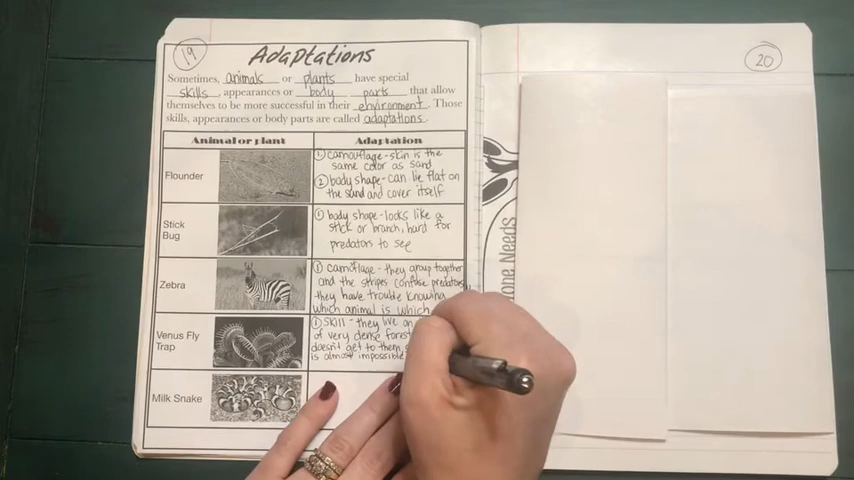 19
20
Adaptations
Sometimes, animals or plants have special
skills, appearances or body parts that allow
themselves to be more successful in their environment. Those
skills, appearances or body parts are called adaptations.
Animal or plant
Adaptation
Flounder
① camouflage - skin is the
same color as sand
② body shape - can lie flat on
the sand and cover itself
Stick
Bug
① body shape - looks like a
stick or branch, hard for
predators to see
Zebra
① camoflage - they group together
and the stripes confuse predators
they have trouble knowing
which animal is which
Venus Fly
Trap
① skill - they live on
of very dense forest
doesn't get to them,
is almost impossible
Milk Snake
one Needs